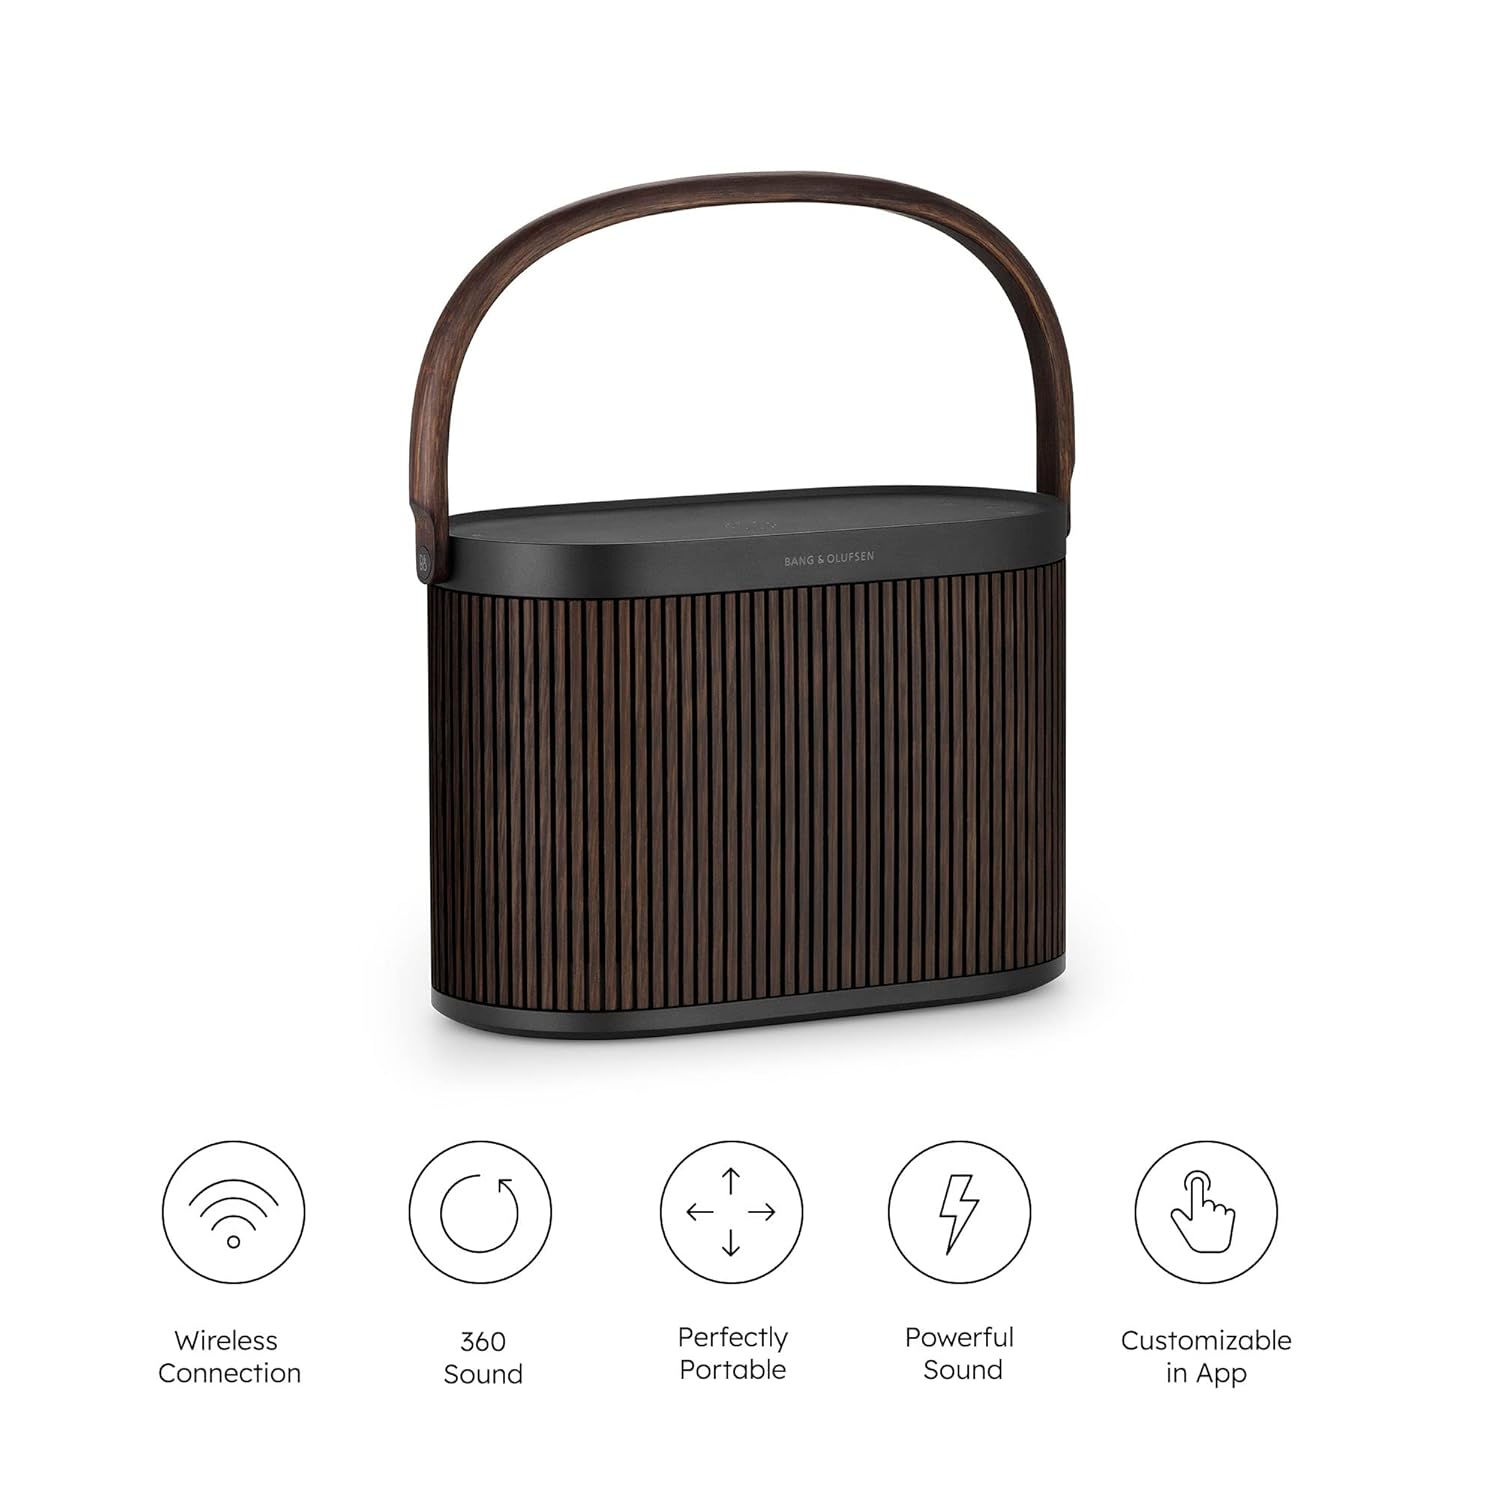 BANG & OLUFSEN
Wireless
Connection
360
Sound
Perfectly
Portable
Powerful
Sound
Customizable
in App